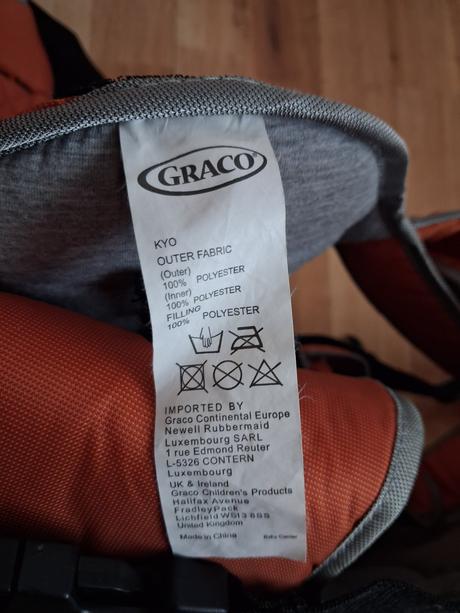 GRACO®
KYO
OUTER FABRIC
(Outer)
100% POLYESTER
(Inner)
100% POLYESTER
FILLING
100% POLYESTER
IMPORTED BY
Graco Continental Europe
Newell Rubbermaid
Luxembourg SARL
1 rue Edmond Reuter
L-5326 CONTERN
Luxembourg
UK & Ireland
Graco Children's Products
Halifax Avenue
FradleyPack
Lichfield WS13 8SS
United Kingdom
Made in China
Baby Carrier